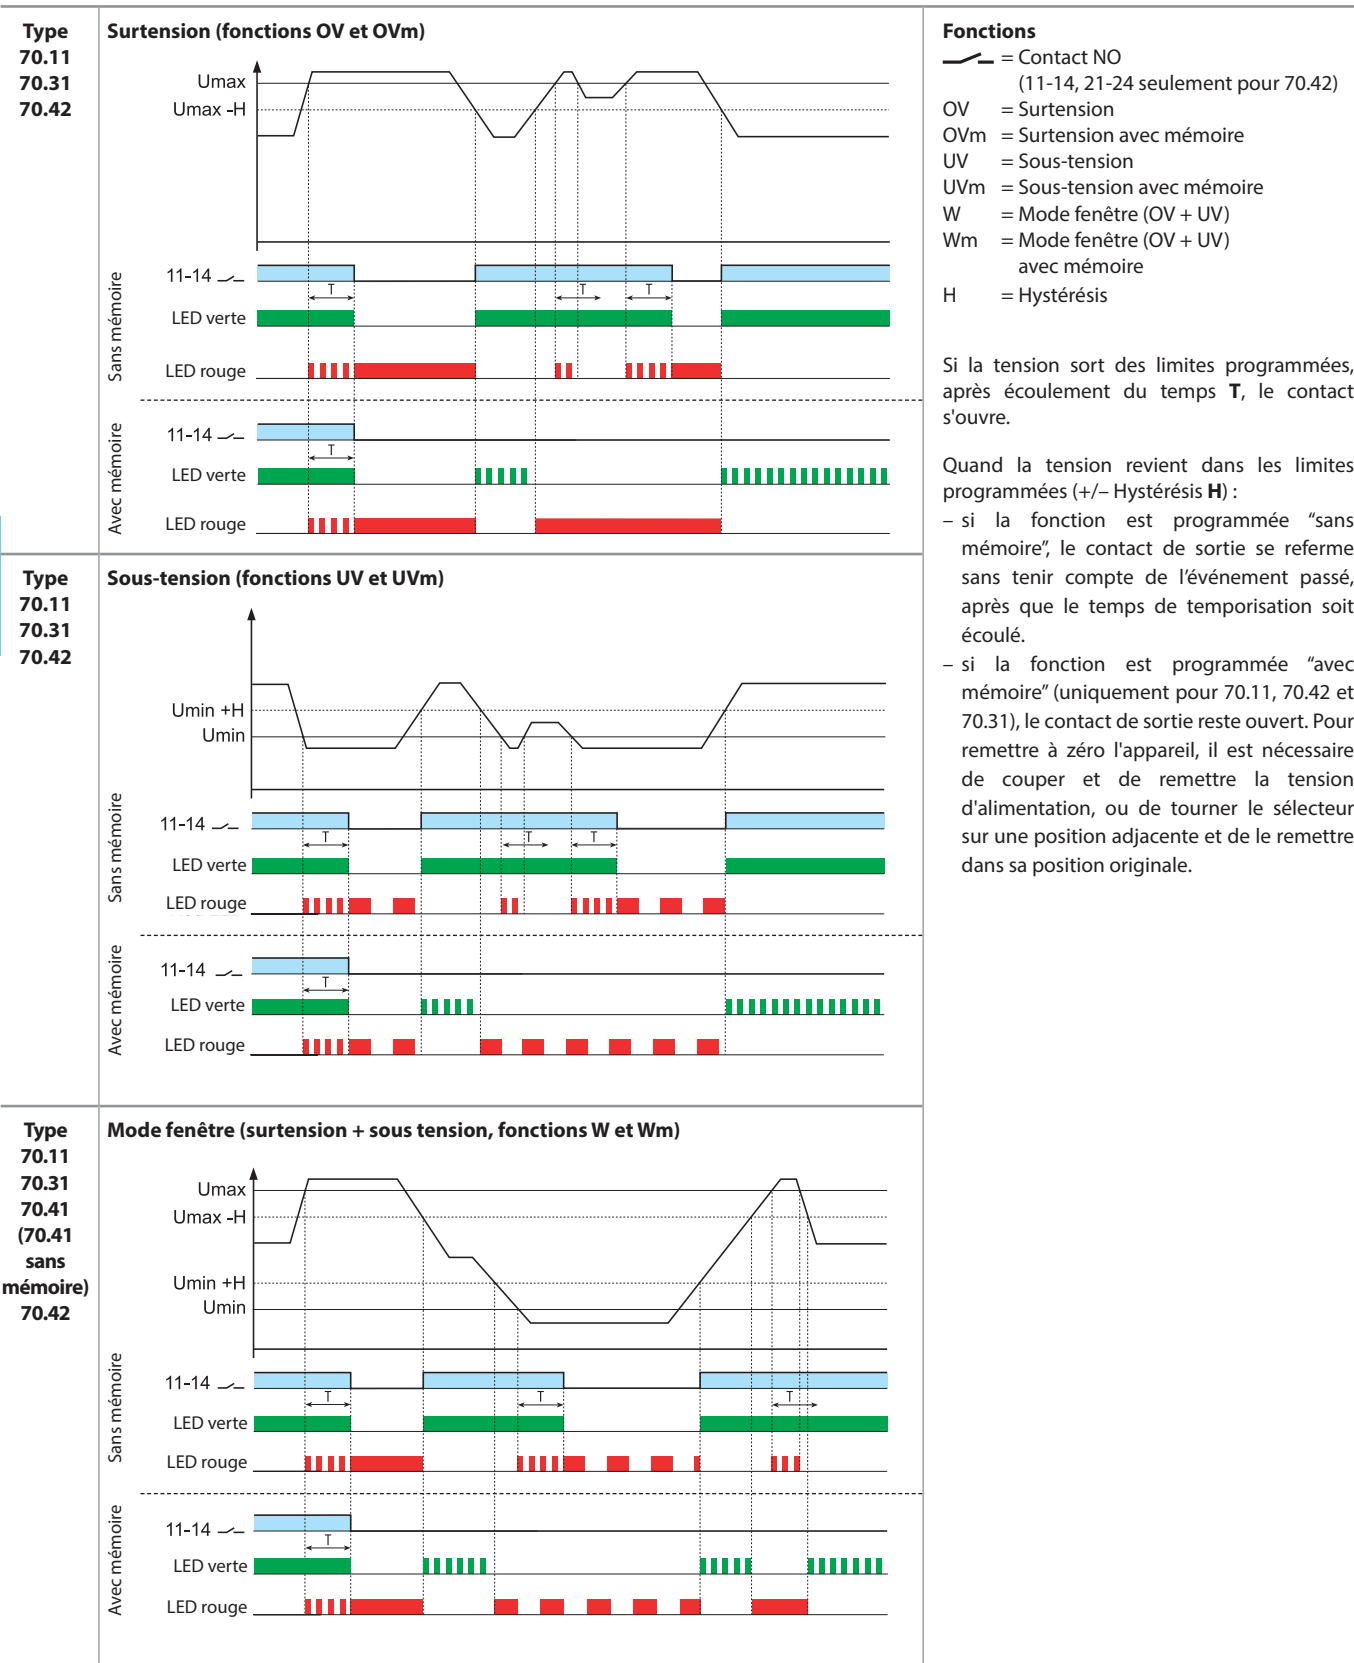 Type
70.11
70.31
70.42
Surtension (fonctions OV et OVm)
Umax
Umax -H
Sans mémoire
11-14
T
T
T
LED verte
LED rouge
Avec mémoire
11-14
T
LED verte
LED rouge
Type
70.11
70.31
70.42
Sous-tension (fonctions UV et UVm)
Umin +H
Umin
Sans mémoire
11-14
T
T
T
LED verte
LED rouge
Avec mémoire
11-14
T
LED verte
LED rouge
Type
70.11
70.31
70.41
(70.41
sans
mémoire)
70.42
Mode fenêtre (surtension + sous tension, fonctions W et Wm)
Umax
Umax -H
Umin +H
Umin
Sans mémoire
11-14
T
T
T
LED verte
LED rouge
Avec mémoire
11-14
T
LED verte
LED rouge
Fonctions
= Contact NO
(11-14, 21-24 seulement pour 70.42)
OV = Surtension
OVm = Surtension avec mémoire
UV = Sous-tension
UVm = Sous-tension avec mémoire
W = Mode fenêtre (OV + UV)
Wm = Mode fenêtre (OV + UV)
avec mémoire
H = Hystérésis
Si la tension sort des limites programmées,
après écoulement du temps T, le contact
s'ouvre.
Quand la tension revient dans les limites
programmées (+/– Hystérésis H) :
– si la fonction est programmée “sans
mémoire”, le contact de sortie se referme
sans tenir compte de l’événement passé,
après que le temps de temporisation soit
écoulé.
– si la fonction est programmée “avec
mémoire” (uniquement pour 70.11, 70.42 et
70.31), le contact de sortie reste ouvert. Pour
remettre à zéro l'appareil, il est nécessaire
de couper et de remettre la tension
d'alimentation, ou de tourner le sélecteur
sur une position adjacente et de le remettre
dans sa position originale.